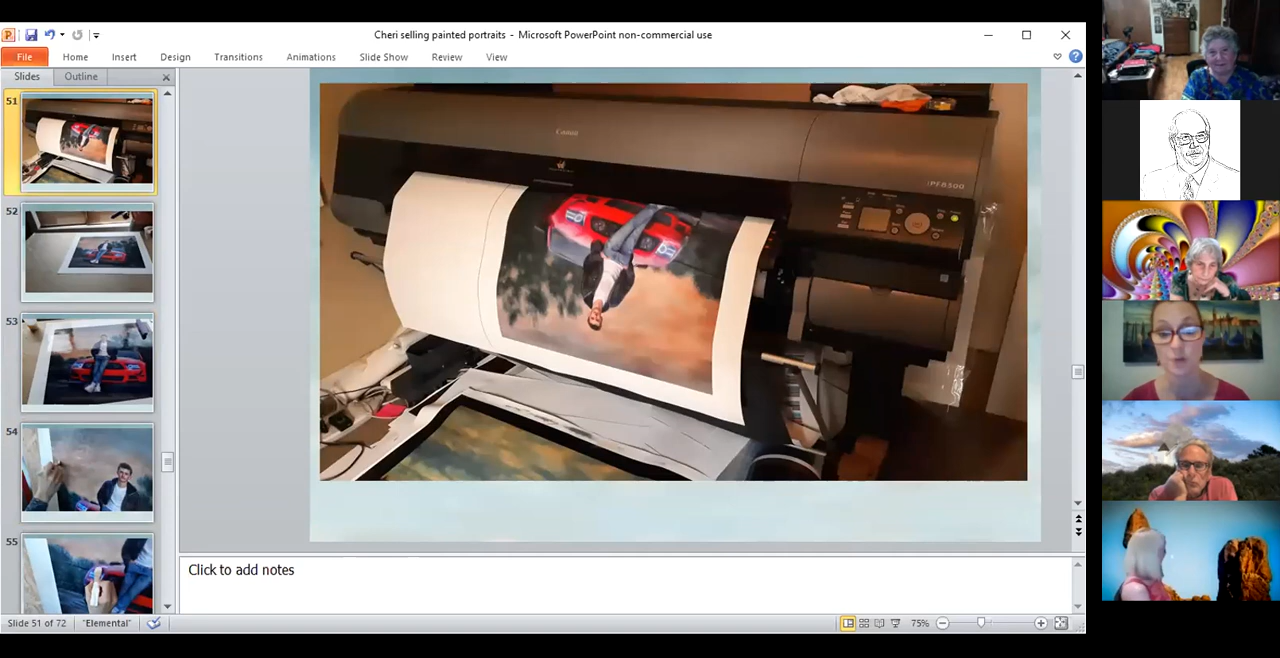 Cheri selling painted portraits - Microsoft PowerPoint non-commercial use
File Home Insert Design Transitions Animations Slide Show Review View
Slides Outline
51
52
53
54
55
Canon
iPF8300
Click to add notes
Slide 51 of 72 "Elemental" 75%